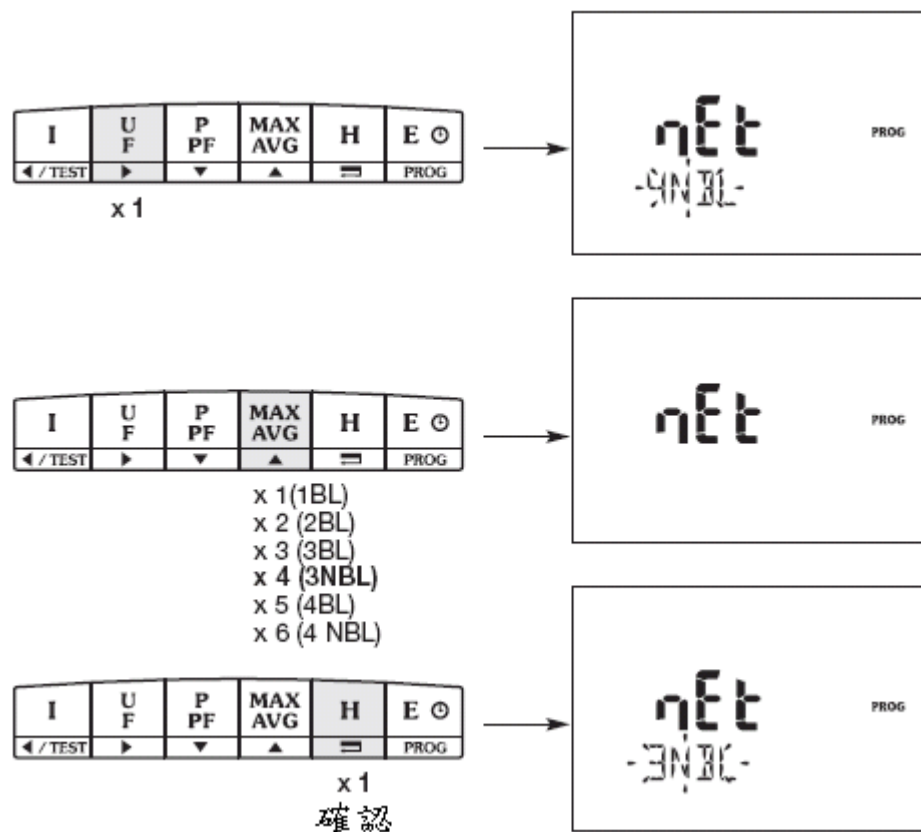 I U F P PF MAX AVG H E
◀ / TEST ▶ ▼ ▲ PROG
x 1
nEt PROG
4NBL
I U F P PF MAX AVG H E
◀ / TEST ▶ ▼ ▲ PROG
nEt PROG
x 1(1BL)
x 2 (2BL)
x 3 (3BL)
x 4 (3NBL)
x 5 (4BL)
x 6 (4 NBL)
I U F P PF MAX AVG H E
◀ / TEST ▶ ▼ ▲ PROG
x 1
確認
nEt PROG
3NBL